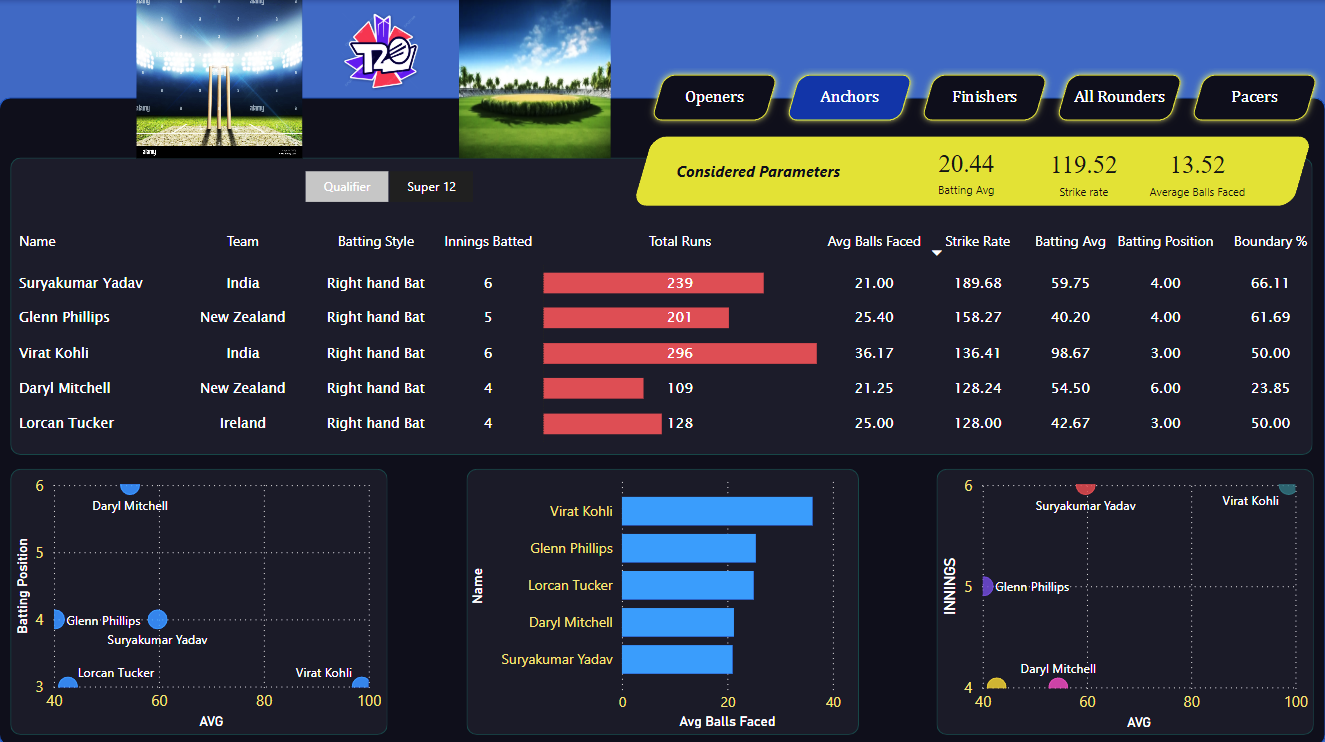 T20
alamy
Openers
Anchors
Finishers
All Rounders
Pacers
Considered Parameters
20.44
Batting Avg
119.52
Strike rate
13.52
Average Balls Faced
Qualifier
Super 12
Name Team Batting Style Innings Batted Total Runs Avg Balls Faced Strike Rate Batting Avg Batting Position Boundary %
Suryakumar Yadav India Right hand Bat 6 239 21.00 189.68 59.75 4.00 66.11
Glenn Phillips New Zealand Right hand Bat 5 201 25.40 158.27 40.20 4.00 61.69
Virat Kohli India Right hand Bat 6 296 36.17 136.41 98.67 3.00 50.00
Daryl Mitchell New Zealand Right hand Bat 4 109 21.25 128.24 54.50 6.00 23.85
Lorcan Tucker Ireland Right hand Bat 4 128 25.00 128.00 42.67 3.00 50.00
Batting Position
6
5
4
3
Daryl Mitchell
Glenn Phillips
Suryakumar Yadav
Lorcan Tucker
Virat Kohli
40 60 80 100
AVG
Name
Virat Kohli
Glenn Phillips
Lorcan Tucker
Daryl Mitchell
Suryakumar Yadav
0 20 40
Avg Balls Faced
INNINGS
6
5
4
Suryakumar Yadav
Virat Kohli
Glenn Phillips
Daryl Mitchell
40 60 80 100
AVG